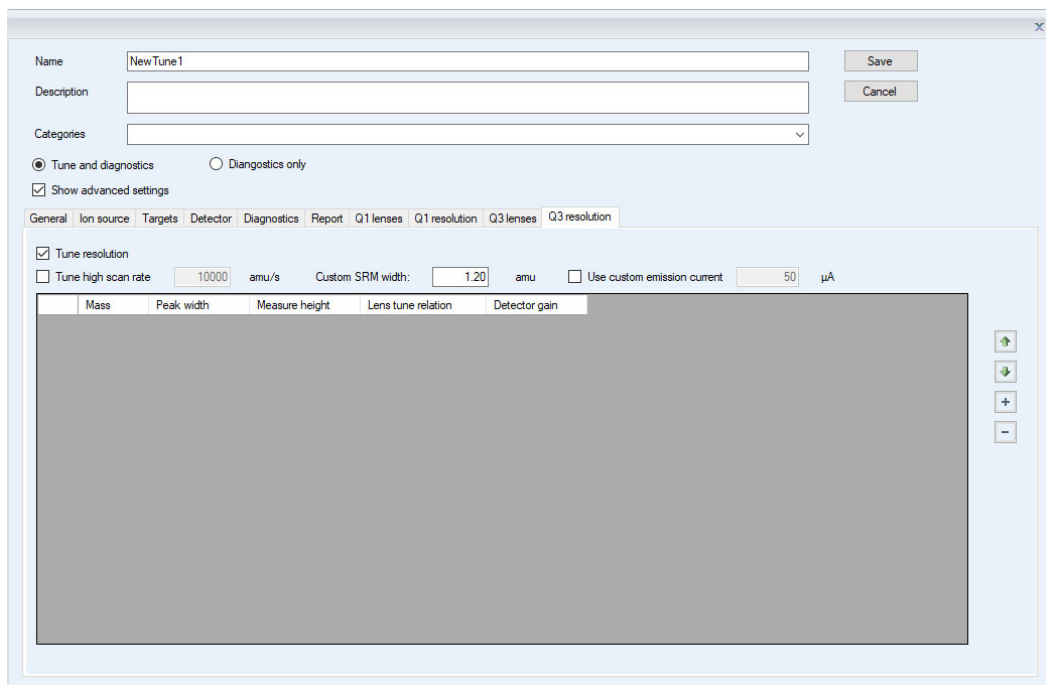 x
Name NewTune1 Save
Description Cancel
Categories
Tune and diagnostics Diangostics only
Show advanced settings
General Ion source Targets Detector Diagnostics Report Q1 lenses Q1 resolution Q3 lenses Q3 resolution
Tune resolution
Tune high scan rate 10000 amu/s Custom SRM width: 1.20 amu Use custom emission current 50 µA
Mass Peak width Measure height Lens tune relation Detector gain